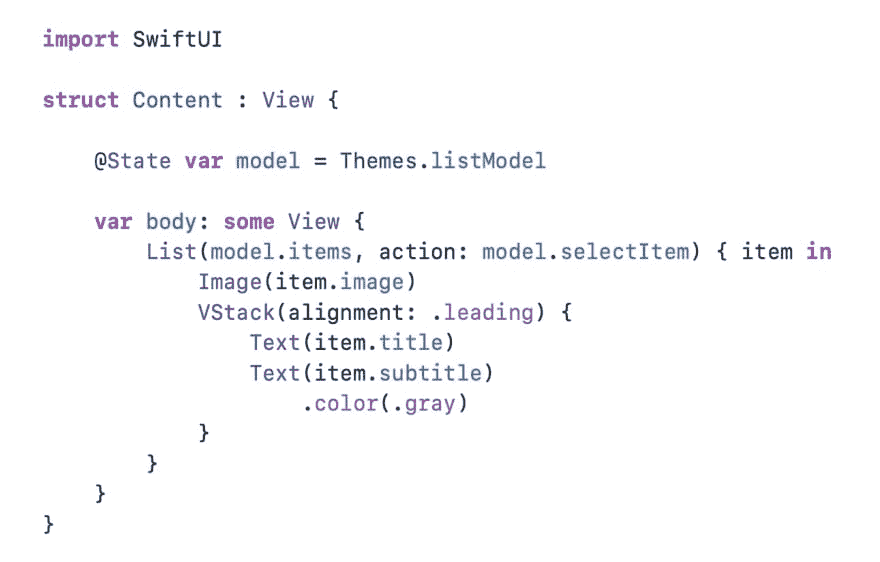 import SwiftUI
struct Content : View {
@State var model = Themes.listModel
var body: some View {
List(model.items, action: model.selectItem) { item in
Image(item.image)
VStack(alignment: .leading) {
Text(item.title)
Text(item.subtitle)
.color(.gray)
}
}
}
}